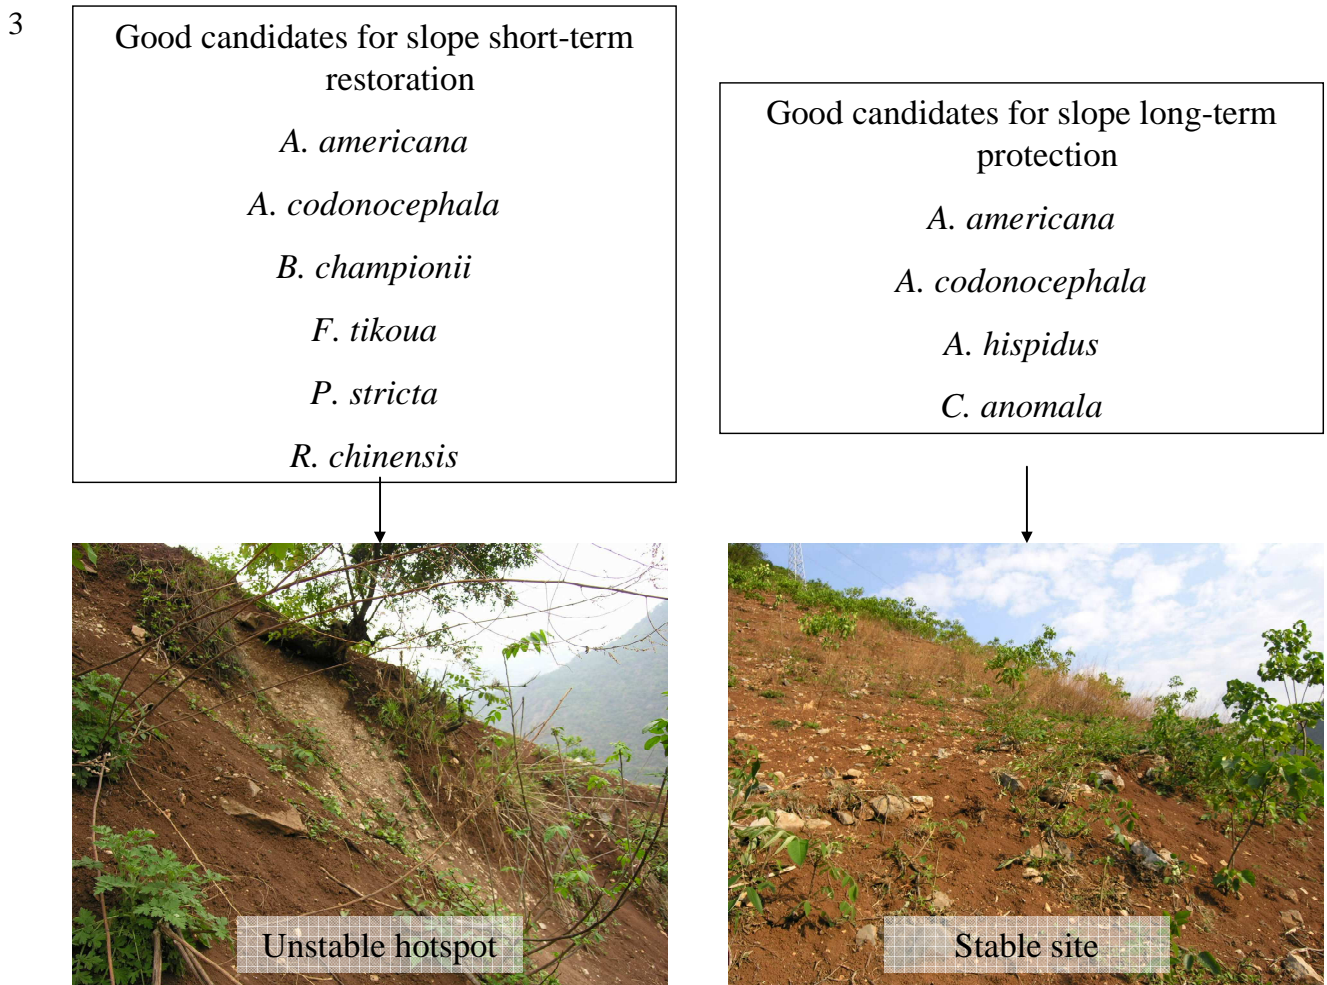 3
Good candidates for slope short-term
restoration
A. americana
A. codonocephala
B. championii
F. tikoua
P. stricta
R. chinensis
Good candidates for slope long-term
protection
A. americana
A. codonocephala
A. hispidus
C. anomala
Unstable hotspot
Stable site